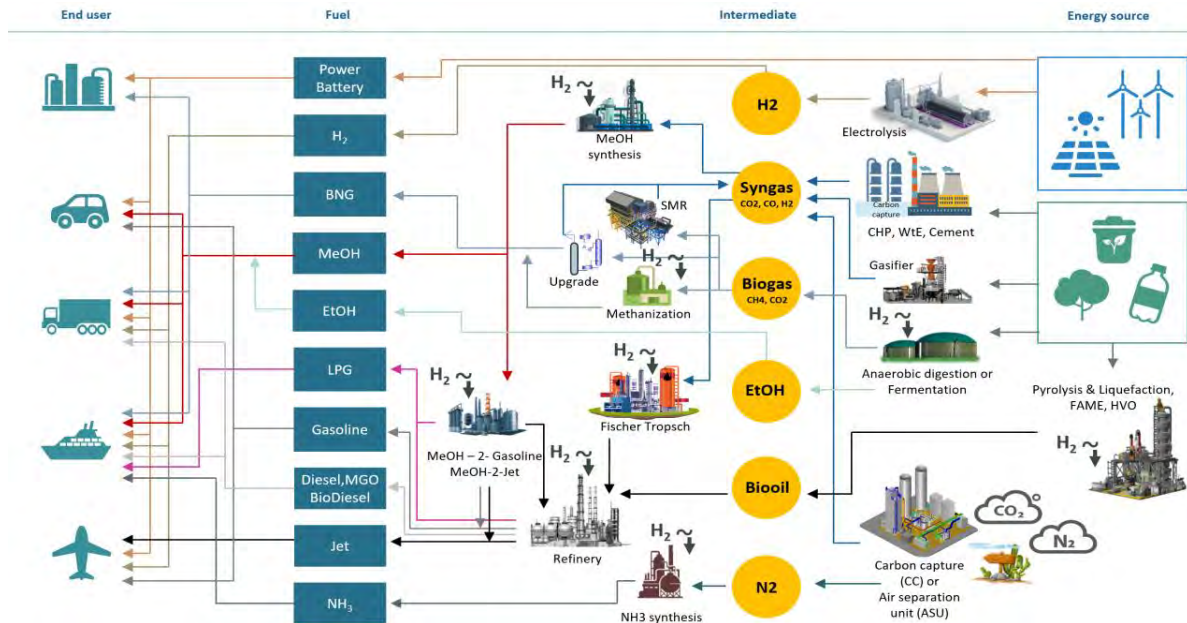 End user
Fuel
Intermediate
Energy source
Power
Battery
H₂
BNG
MeOH
EtOH
LPG
Gasoline
Diesel,MGO
BioDiesel
Jet
NH₃
H₂ ~
MeOH
synthesis
SMR
Upgrade
H₂ ~
Methanization
H₂ ~
MeOH – 2- Gasoline
MeOH-2-Jet
H₂ ~
Fischer Tropsch
H₂ ~
Refinery
H₂ ~
NH3 synthesis
H2
Syngas
CO2, CO, H2
Biogas
CH4, CO2
EtOH
Biooil
N2
Electrolysis
Carbon
capture
CHP, WtE, Cement
Gasifier
H₂ ~
Anaerobic digestion or
Fermentation
Pyrolysis & Liquefaction,
FAME, HVO
H₂ ~
CO₂
N₂
Carbon capture
(CC) or
Air separation
unit (ASU)